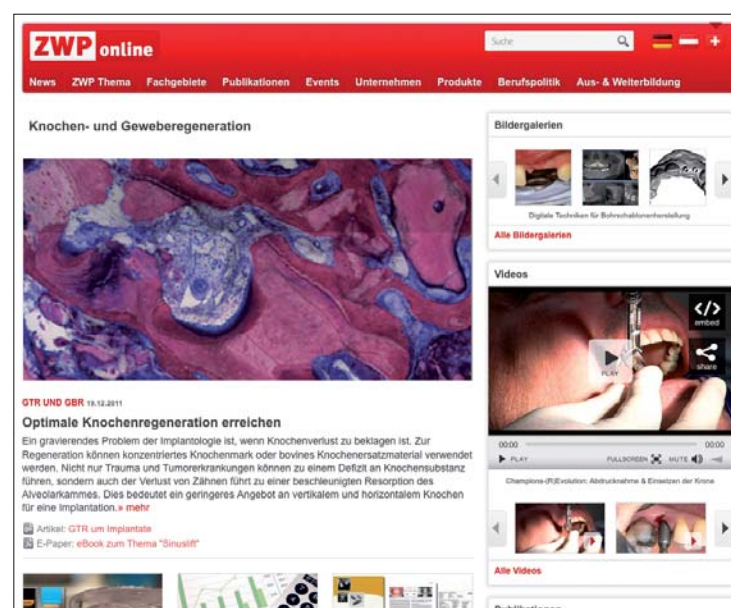 ZWP online
Suche
News ZWP Thema Fachgebiete Publikationen Events Unternehmen Produkte Berufspolitik Aus- & Weiterbildung
Knochen- und Geweberegeneration
GTR UND GBR 19.12.2011
Optimale Knochenregeneration erreichen
Ein gravierendes Problem der Implantologie ist, wenn Knochenverlust zu beklagen ist. Zur
Regeneration können konzentriertes Knochenmark oder bovines Knochenersatzmaterial verwendet
werden. Nicht nur Trauma und Tumorerkrankungen können zu einem Defizit an Knochensubstanz
führen, sondern auch der Verlust von Zähnen führt zu einer beschleunigten Resorption des
Alveolarkammes. Dies bedeutet ein geringeres Angebot an vertikalem und horizontalem Knochen
für eine Implantation.» mehr
Artikel: GTR um Implantate
E-Paper: eBook zum Thema "Sinuslift"
Bildergalerien
Digitale Techniken für Bohrschablonenherstellung
Alle Bildergalerien
Videos
embed
share
PLAY
00:00 00:00
PLAY FULLSCREEN MUTE
Champions-(R)Evolution: Abdrucknahme & Einsetzen der Krone
Alle Videos
Publikationen